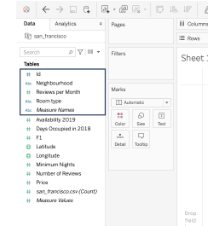 Data Analytics Pages Columns
san_francisco Rows
Search Filters Sheet
Tables
Id
Neighbourhood
Reviews per Month
Room type
Measure Names
Availability 2019
Days Occupied in 2018
F1
Latitude
Longitude
Minimum Nights
Number of Reviews
Price
san_francisco.csv (Count)
Measure Values
Marks
Automatic
Color Size Text
Detail Tooltip
Drop
field